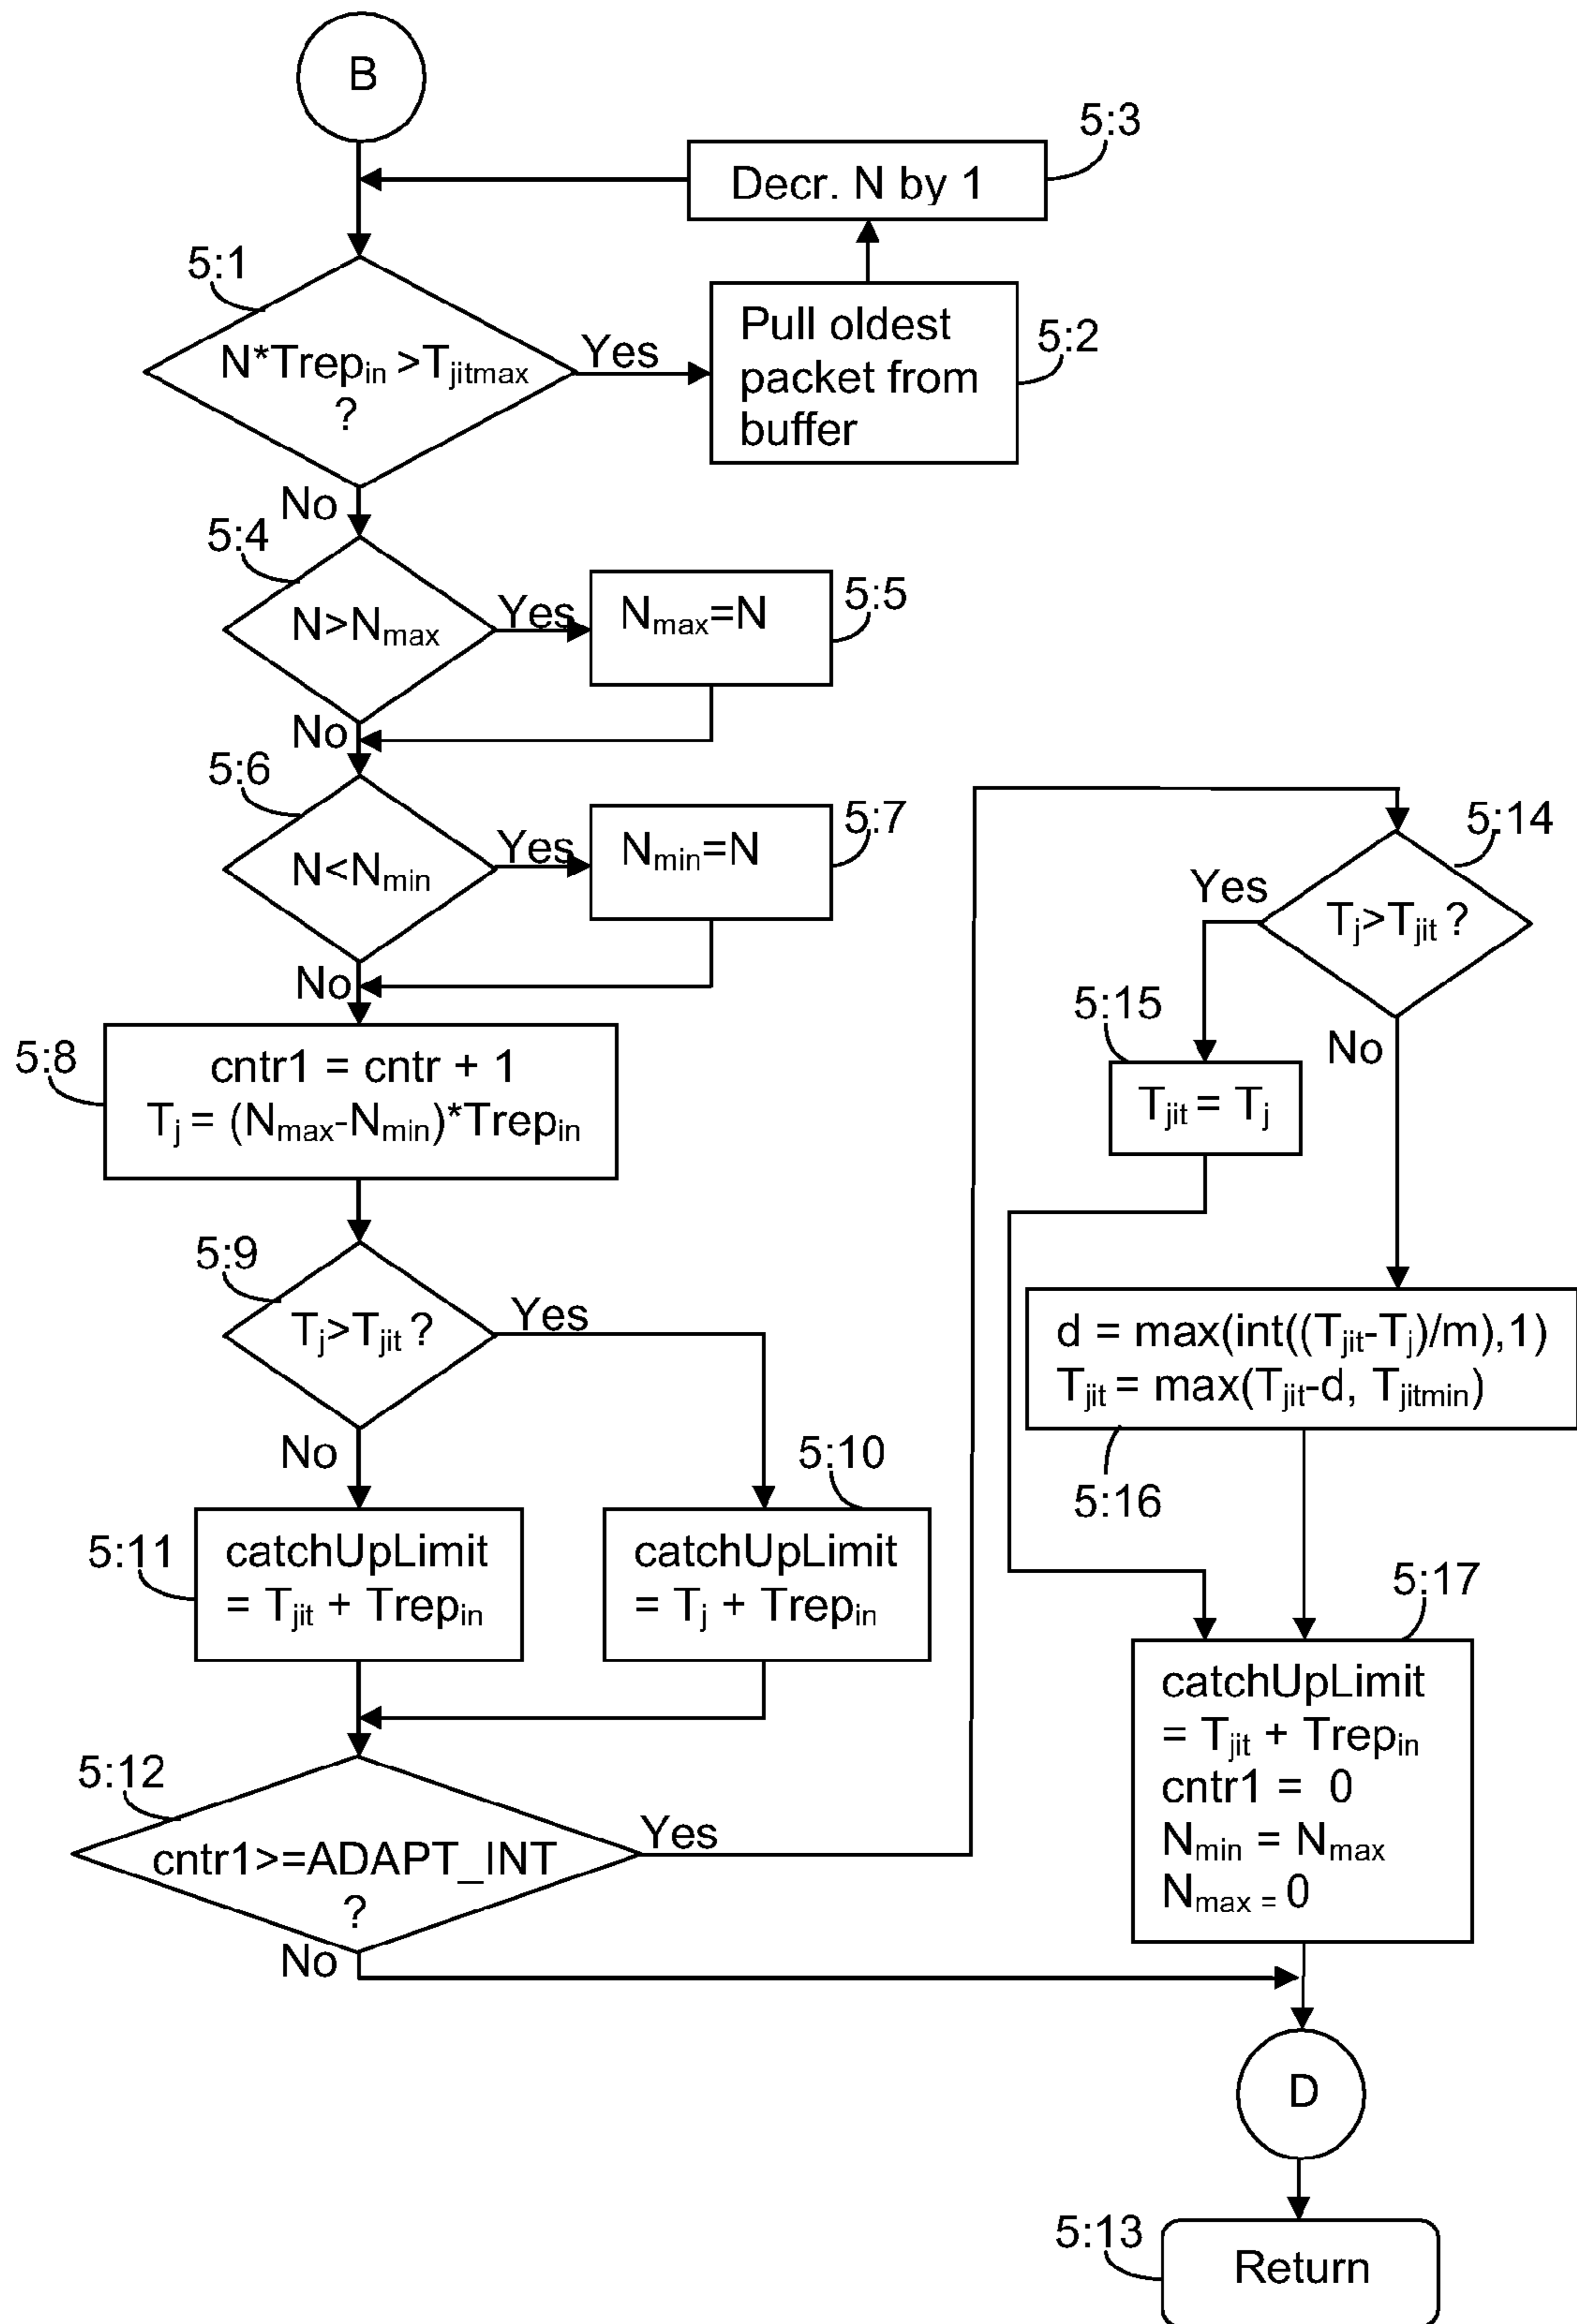 B
5:3
Decr. N by 1
5:1
N*Trepin >Tjitmax
?
Yes
Pull oldest
packet from
buffer
5:2
No
5:4
N>Nmax
Yes
Nmax=N
5:5
No
5:6
N<Nmin
Yes
Nmin=N
5:7
No
5:8
cntr1 = cntr + 1
Tj = (Nmax-Nmin)*Trepin
5:9
Tj>Tjit ?
Yes
No
5:10
5:11
catchUpLimit
= Tjit + Trepin
catchUpLimit
= Tj + Trepin
5:12
cntr1>=ADAPT_INT
?
Yes
No
5:14
Tj>Tjit ?
Yes
No
5:15
Tjit = Tj
d = max(int((Tjit-Tj)/m),1)
Tjit = max(Tjit-d, Tjitmin)
5:16
5:17
catchUpLimit
= Tjit + Trepin
cntr1 = 0
Nmin = Nmax
Nmax = 0
D
5:13
Return